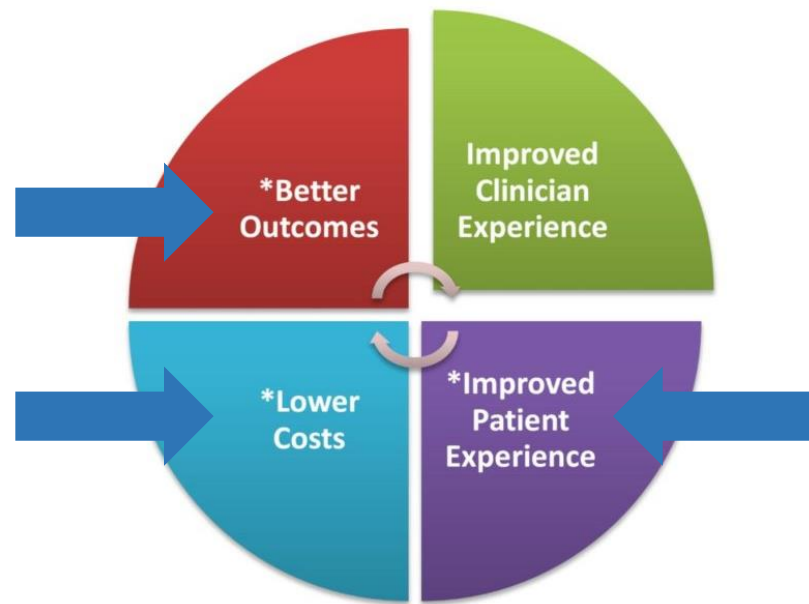 *Better
Outcomes
Improved
Clinician
Experience
*Lower
Costs
*Improved
Patient
Experience